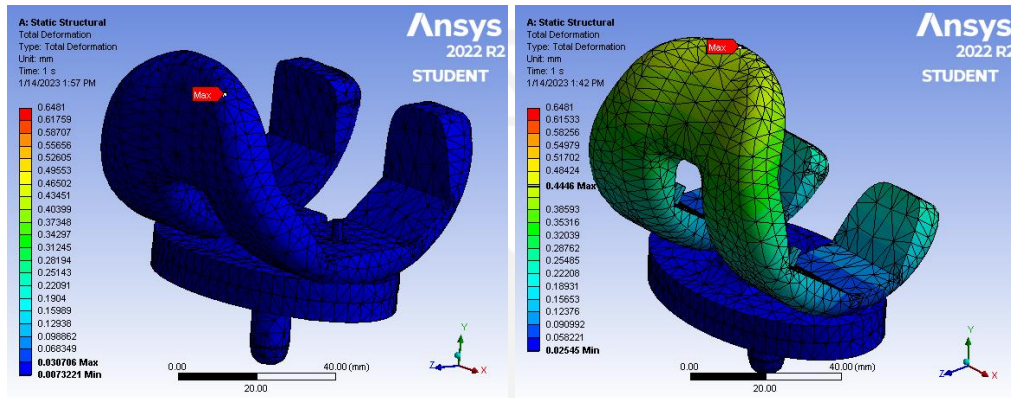 A: Static Structural
Total Deformation
Type: Total Deformation
Unit: mm
Time: 1 s
1/14/2023 1:57 PM
Ansys
2022 R2
STUDENT
Max
0.6481
0.61759
0.58707
0.55656
0.52605
0.49553
0.46502
0.43451
0.40399
0.37348
0.34297
0.31245
0.28194
0.25143
0.22091
0.1904
0.15989
0.12938
0.098862
0.068349
0.030706 Max
0.0073221 Min
0.00
40.00 (mm)
20.00
Y
Z
X
A: Static Structural
Total Deformation
Type: Total Deformation
Unit: mm
Time: 1 s
1/14/2023 1:42 PM
Ansys
2022 R2
STUDENT
Max
0.6481
0.61533
0.58256
0.54979
0.51702
0.48424
0.4446 Max
0.38593
0.35316
0.32039
0.28762
0.25485
0.22208
0.18931
0.15653
0.12376
0.090992
0.058221
0.02545 Min
0.00
40.00 (mm)
20.00
Y
Z
X